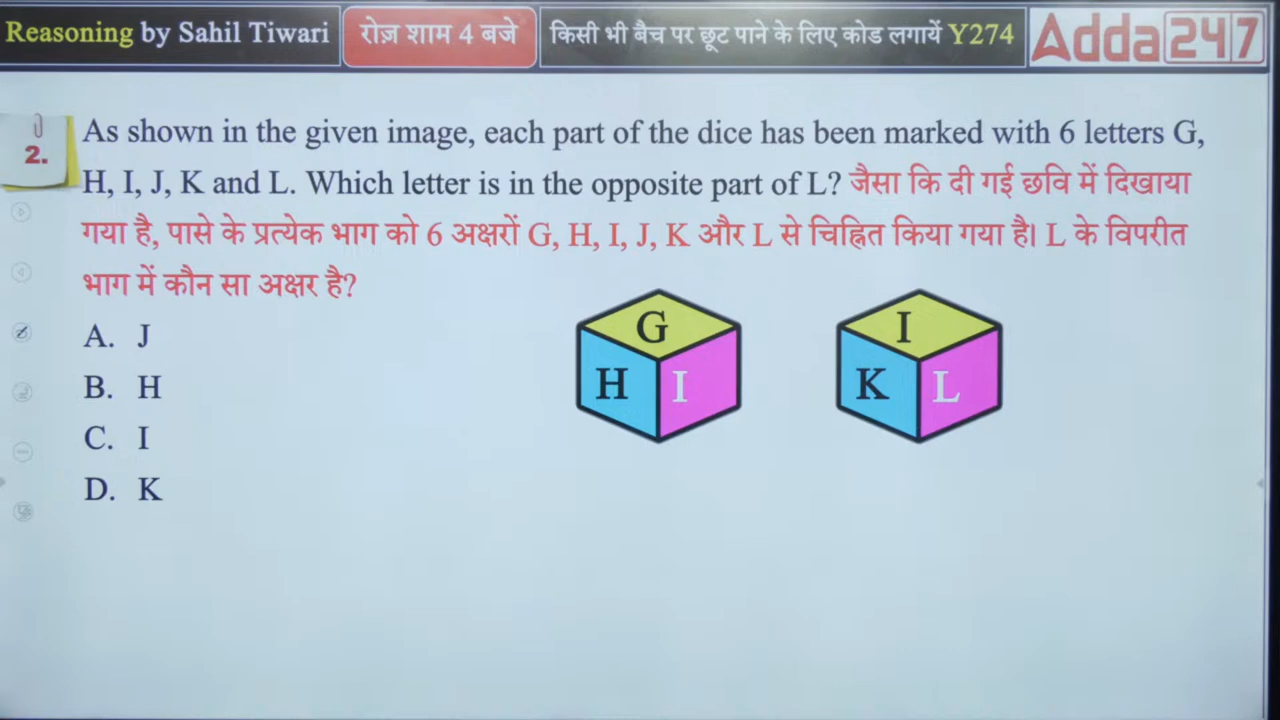 Reasoning by Sahil Tiwari
रोज़ शाम 4 बजे
किसी भी बैच पर छूट पाने के लिए कोड लगायें Y274
Adda247
2.
As shown in the given image, each part of the dice has been marked with 6 letters G,
H, I, J, K and L. Which letter is in the opposite part of L? जैसा कि दी गई छवि में दिखाया
गया है, पासे के प्रत्येक भाग को 6 अक्षरों G, H, I, J, K और L से चिह्नित किया गया है। L के विपरीत
भाग में कौन सा अक्षर है?
A. J
B. H
C. I
D. K
G
H I
I
K L